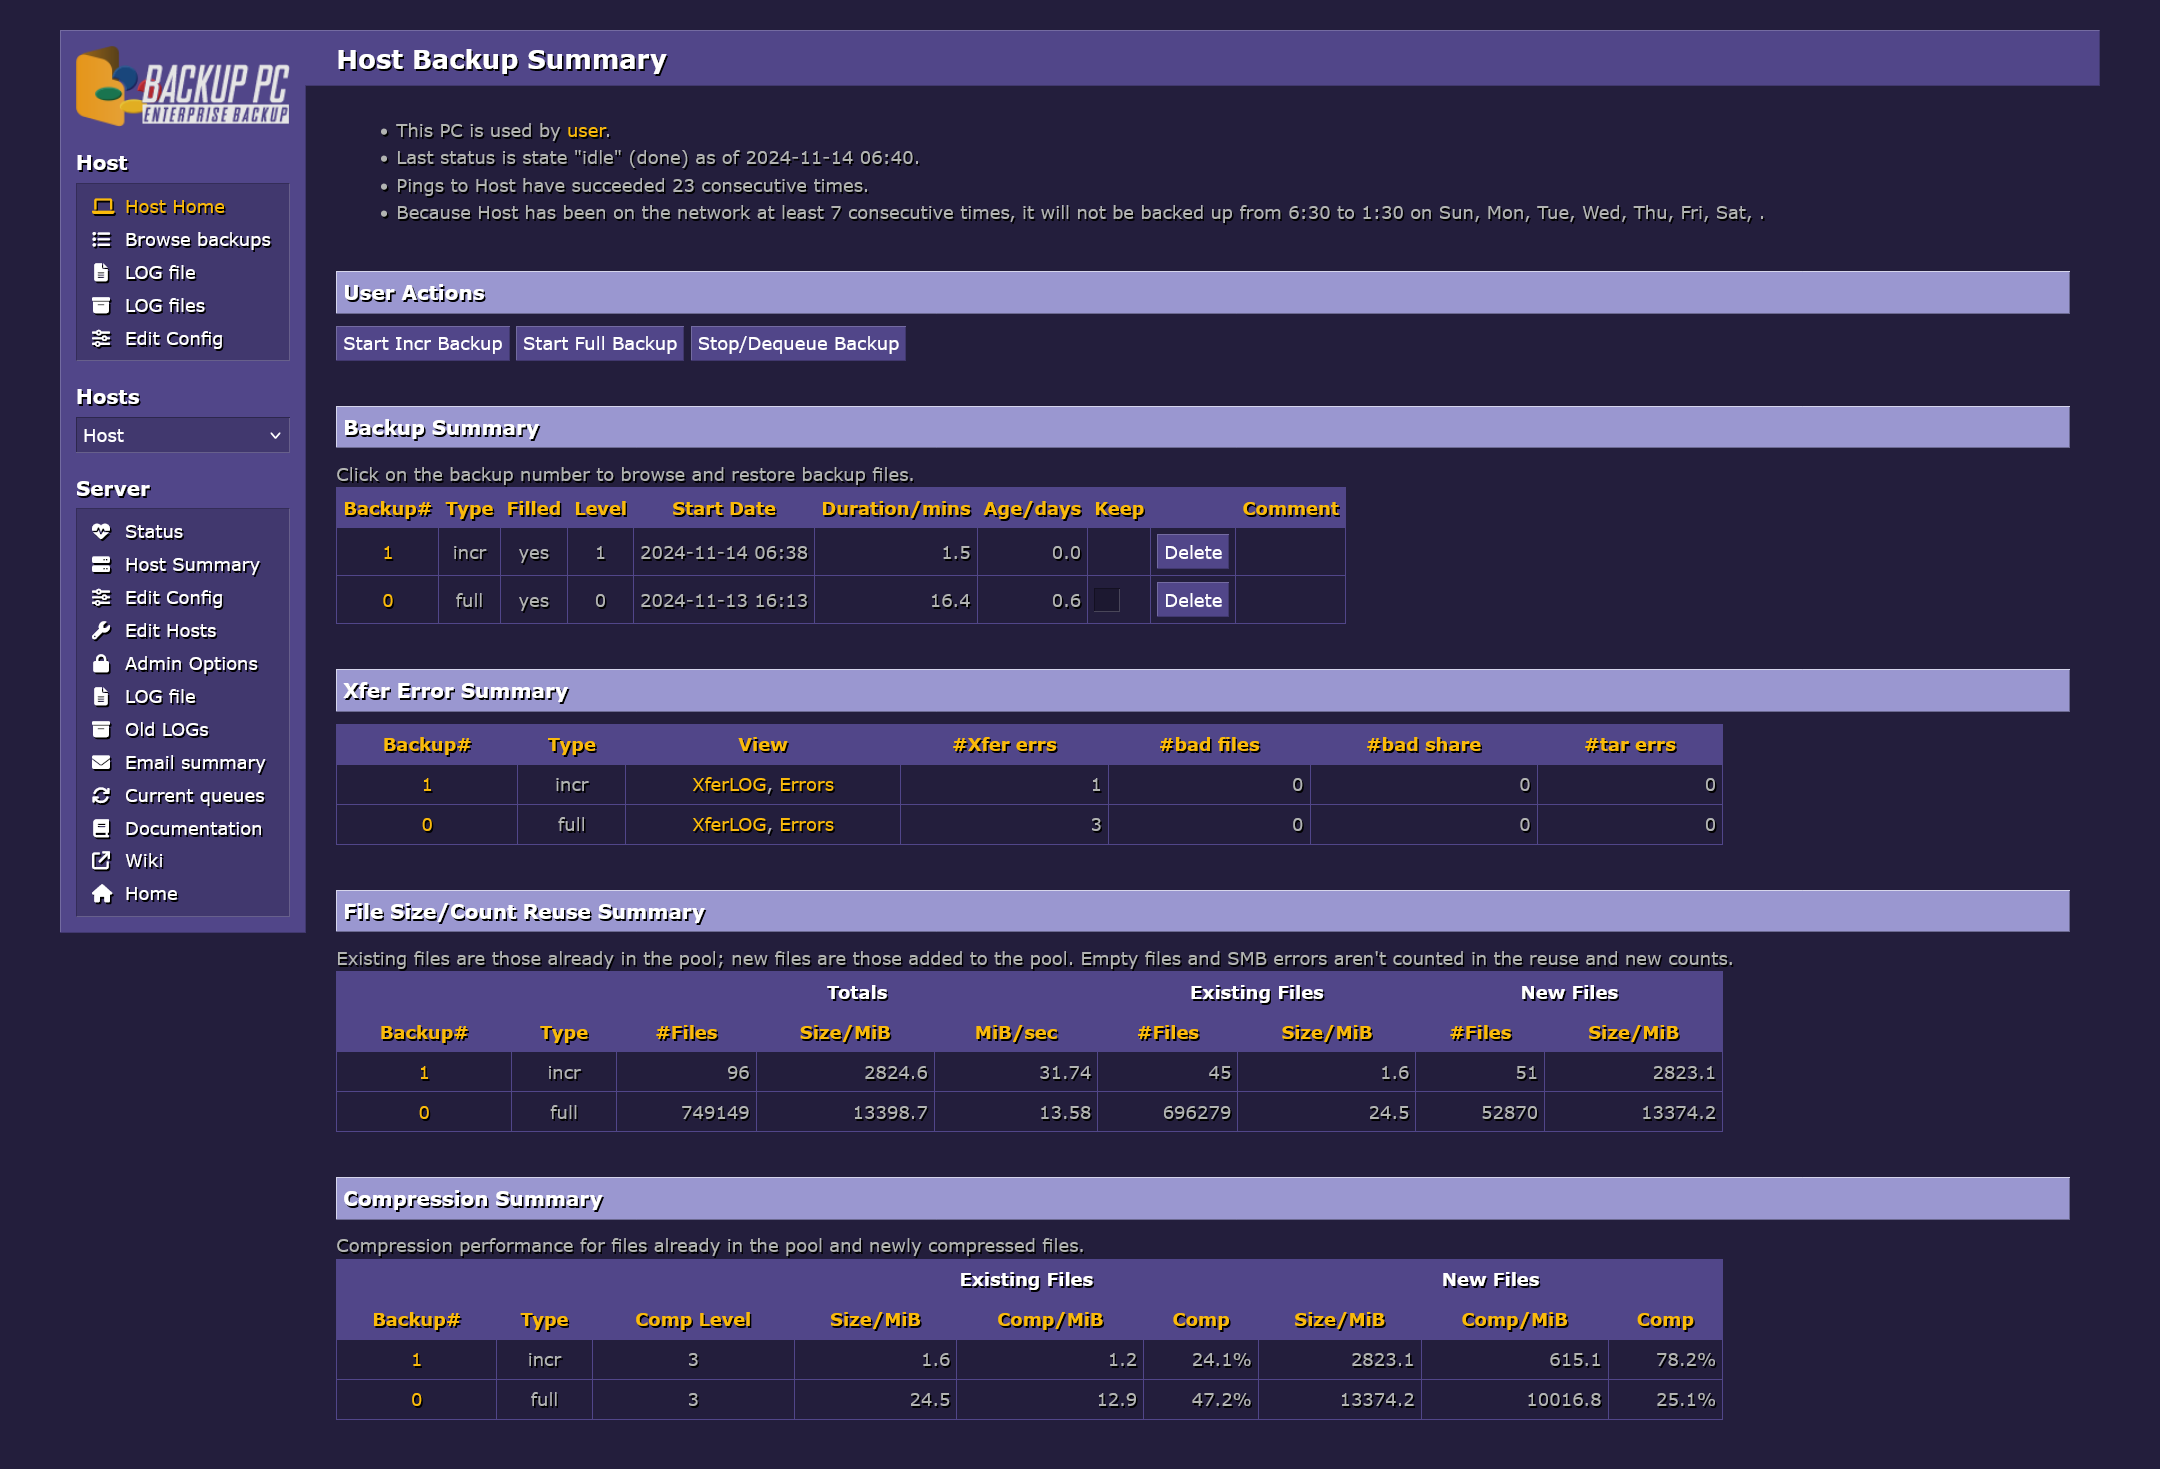 BACKUP PC
ENTERPRISE BACKUP
Host
Host Home
Browse backups
LOG file
LOG files
Edit Config
Hosts
Host
Server
Status
Host Summary
Edit Config
Edit Hosts
Admin Options
LOG file
Old LOGs
Email summary
Current queues
Documentation
Wiki
Home
Host Backup Summary
• This PC is used by user.
• Last status is state "idle" (done) as of 2024-11-14 06:40.
• Pings to Host have succeeded 23 consecutive times.
• Because Host has been on the network at least 7 consecutive times, it will not be backed up from 6:30 to 1:30 on Sun, Mon, Tue, Wed, Thu, Fri, Sat, .
User Actions
Start Incr Backup Start Full Backup Stop/Dequeue Backup
Backup Summary
Click on the backup number to browse and restore backup files.
Backup# Type Filled Level Start Date Duration/mins Age/days Keep Comment
1 incr yes 1 2024-11-14 06:38 1.5 0.0 Delete
0 full yes 0 2024-11-13 16:13 16.4 0.6 Delete
Xfer Error Summary
Backup# Type View #Xfer errs #bad files #bad share #tar errs
1 incr XferLOG, Errors 1 0 0 0
0 full XferLOG, Errors 3 0 0 0
File Size/Count Reuse Summary
Existing files are those already in the pool; new files are those added to the pool. Empty files and SMB errors aren't counted in the reuse and new counts.
Totals Existing Files New Files
Backup# Type #Files Size/MiB MiB/sec #Files Size/MiB #Files Size/MiB
1 incr 96 2824.6 31.74 45 1.6 51 2823.1
0 full 749149 13398.7 13.58 696279 24.5 52870 13374.2
Compression Summary
Compression performance for files already in the pool and newly compressed files.
Existing Files New Files
Backup# Type Comp Level Size/MiB Comp/MiB Comp Size/MiB Comp/MiB Comp
1 incr 3 1.6 1.2 24.1% 2823.1 615.1 78.2%
0 full 3 24.5 12.9 47.2% 13374.2 10016.8 25.1%